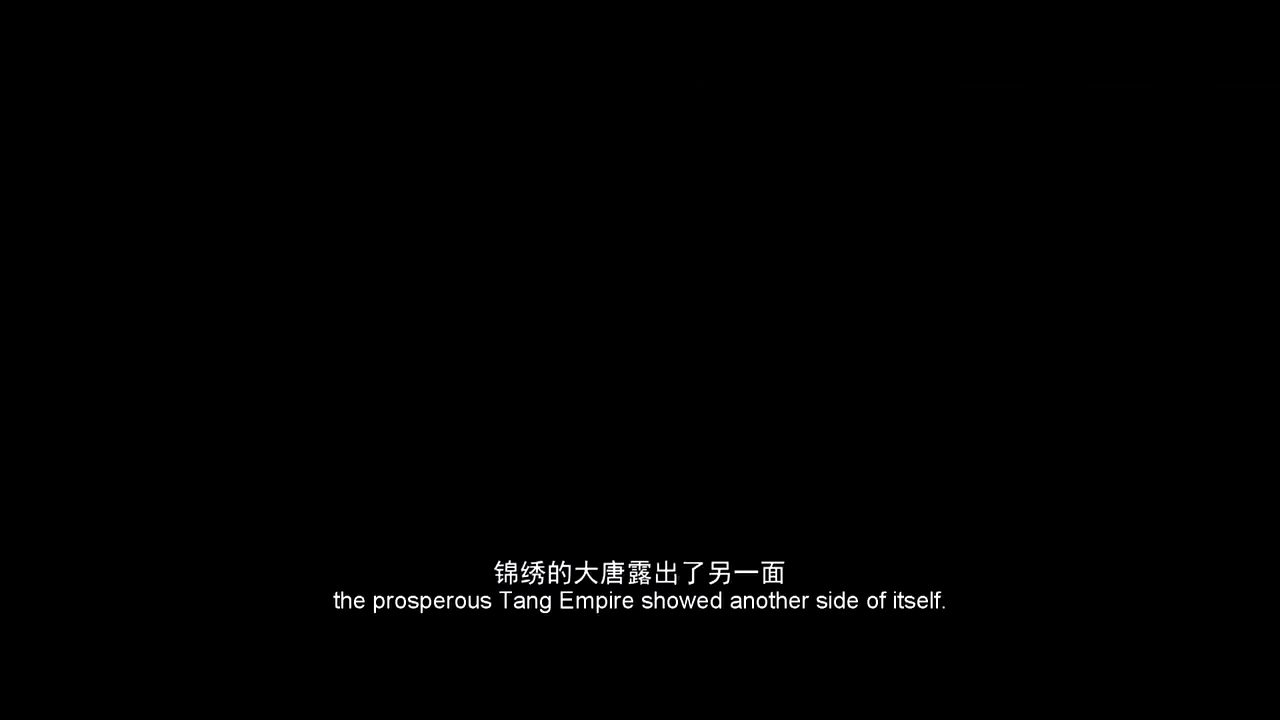 锦绣的大唐露出了另一面
the prosperous Tang Empire showed another side of itself.